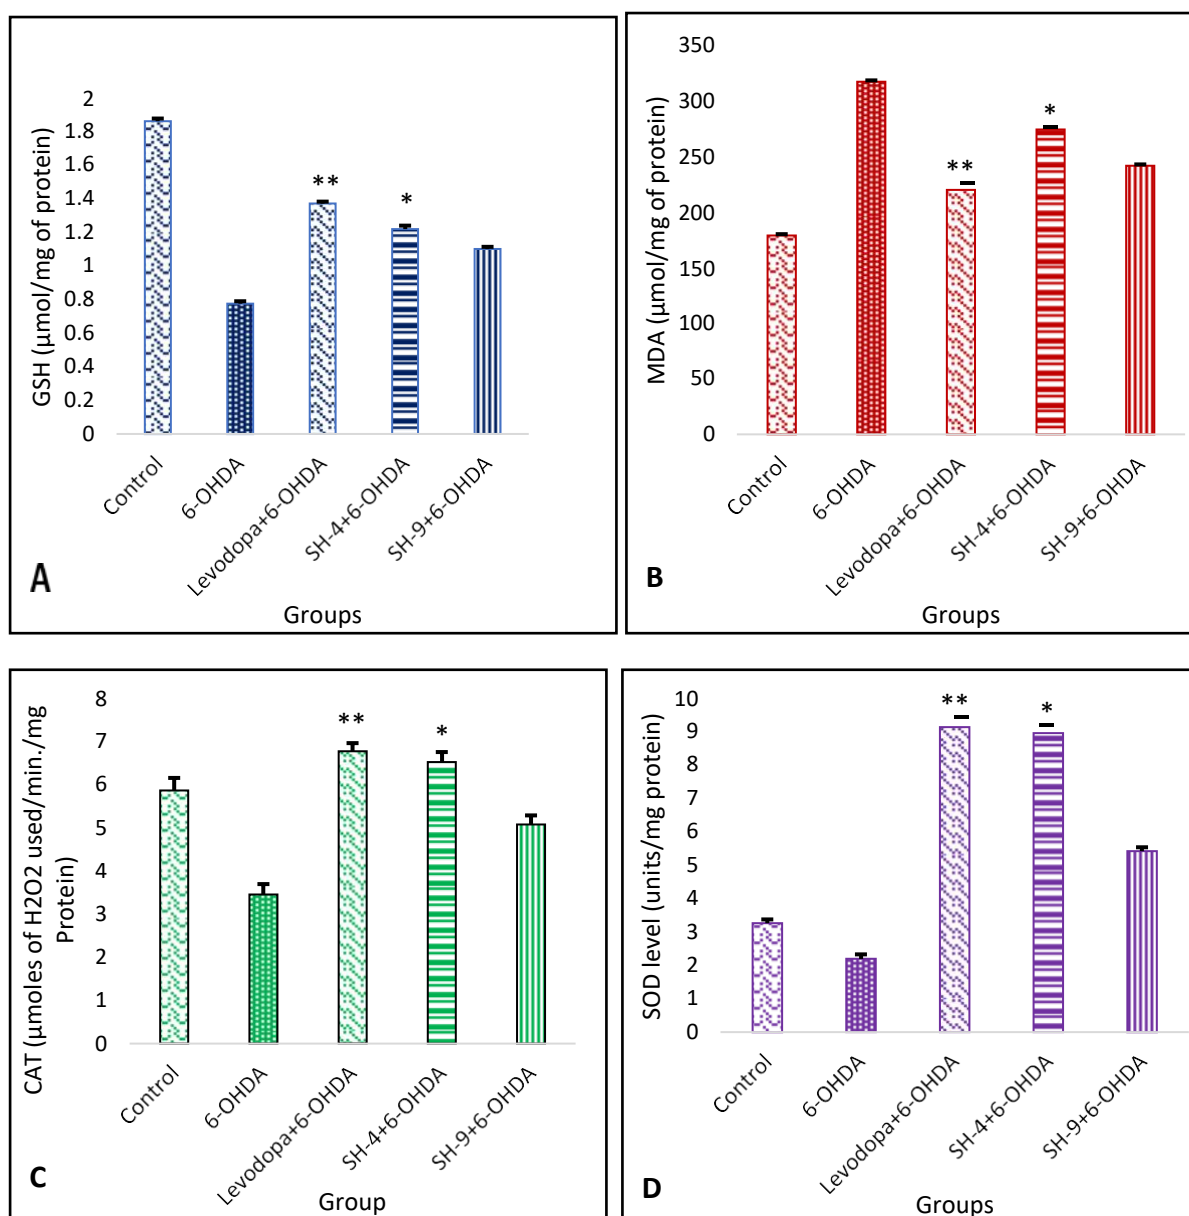 GSH (µmol/mg of protein)
2
1.8
1.6
1.4
1.2
1
0.8
0.6
0.4
0.2
0
**
*
Control
6-OHDA
Levodopa+6-OHDA
SH-4+6-OHDA
SH-9+6-OHDA
Groups
A
MDA (µmol/mg of protein)
350
300
250
200
150
100
50
0
**
*
Control
6-OHDA
Levodopa+6-OHDA
SH-4+6-OHDA
SH-9+6-OHDA
Groups
B
CAT (µmoles of H2O2 used/min./mg
Protein)
8
7
6
5
4
3
2
1
0
**
*
Control
6-OHDA
Levodopa+6-OHDA
SH-4+6-OHDA
SH-9+6-OHDA
Group
C
SOD level (units/mg protein)
10
9
8
7
6
5
4
3
2
1
0
**
*
Control
6-OHDA
Levodopa+6-OHDA
SH-4+6-OHDA
SH-9+6-OHDA
Groups
D